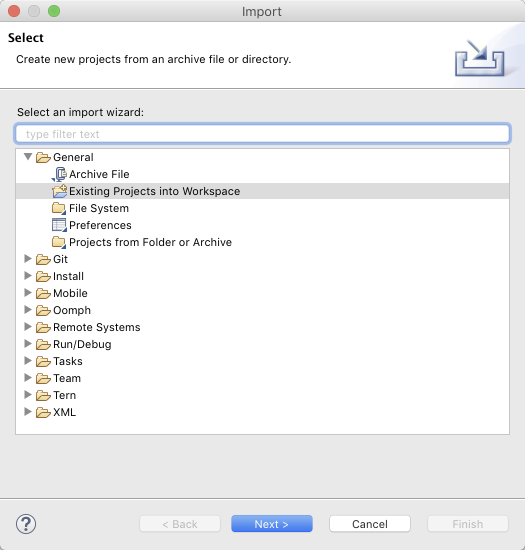 Import
Select
Create new projects from an archive file or directory.
Select an import wizard:
type filter text
General
Archive File
Existing Projects into Workspace
File System
Preferences
Projects from Folder or Archive
Git
Install
Mobile
Oomph
Remote Systems
Run/Debug
Tasks
Team
Tern
XML
? < Back Next > Cancel Finish